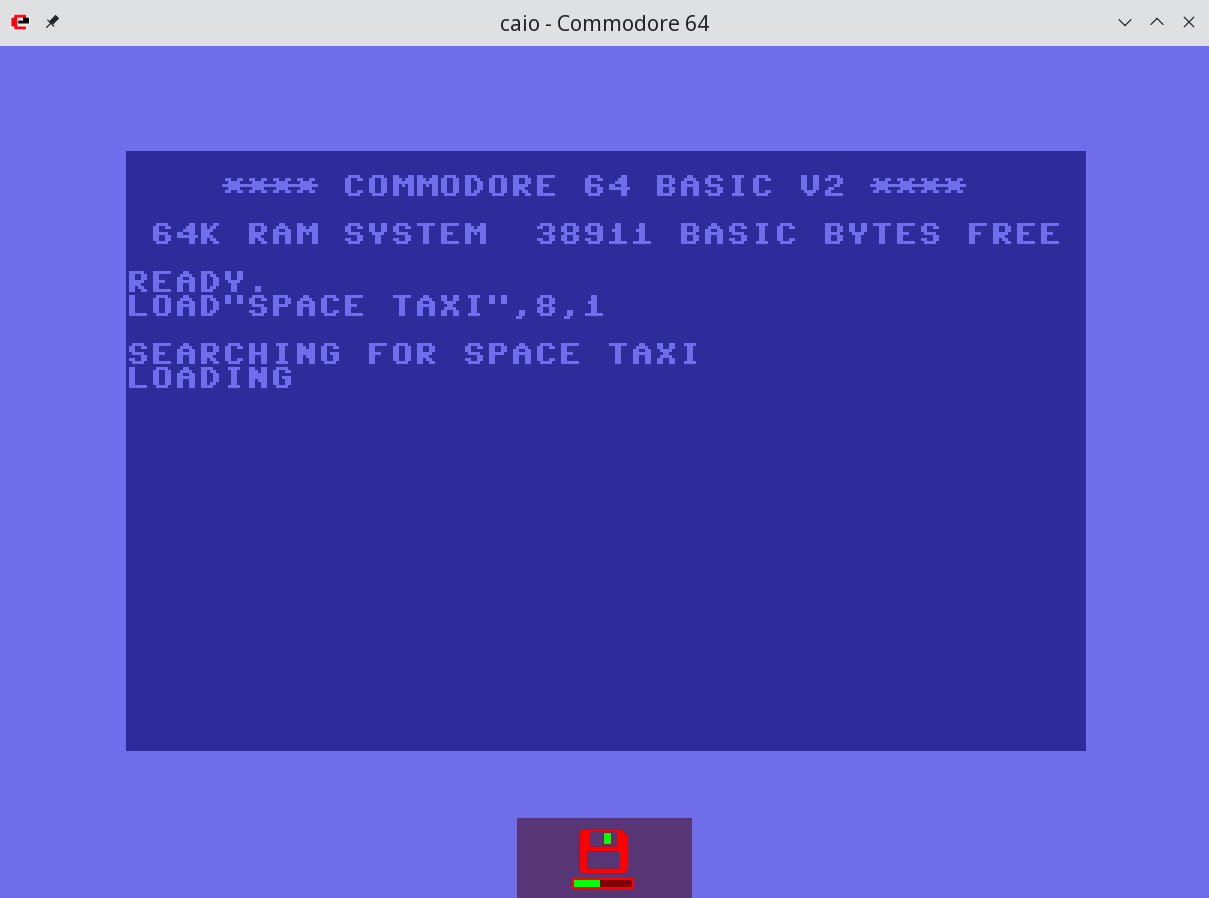 caio - Commodore 64
**** COMMODORE 64 BASIC V2 ****
64K RAM SYSTEM  38911 BASIC BYTES FREE
READY.
LOAD"SPACE TAXI",8,1
SEARCHING FOR SPACE TAXI
LOADING